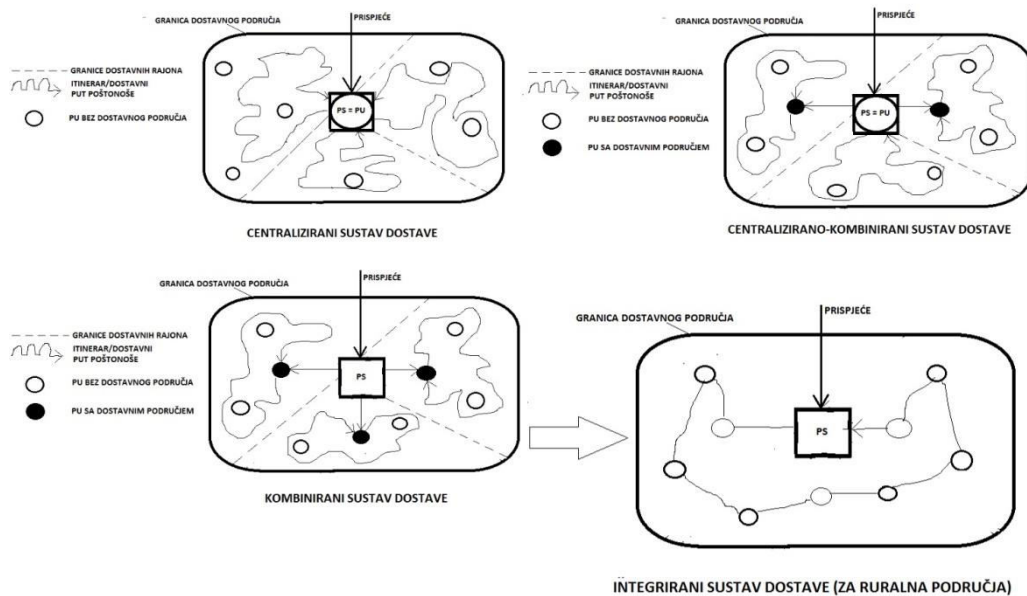 GRANICA DOSTAVNOG PODRUČJA
PRISPJEĆE
GRANICE DOSTAVNIH RAJONA
ITINERAR/DOSTAVNI
PUT POŠTONOŠE
PU BEZ DOSTAVNOG PODRUČJA
PS = PU
CENTRALIZIRANI SUSTAV DOSTAVE
GRANICA DOSTAVNOG PODRUČJA
PRISPJEĆE
GRANICE DOSTAVNIH RAJONA
ITINERAR/DOSTAVNI
PUT POŠTONOŠE
PU BEZ DOSTAVNOG PODRUČJA
PU SA DOSTAVNIM PODRUČJEM
PS = PU
CENTRALIZIRANO-KOMBINIRANI SUSTAV DOSTAVE
GRANICA DOSTAVNOG PODRUČJA
PRISPJEĆE
GRANICE DOSTAVNIH RAJONA
ITINERAR/DOSTAVNI
PUT POŠTONOŠE
PU BEZ DOSTAVNOG PODRUČJA
PU SA DOSTAVNIM PODRUČJEM
PS
KOMBINIRANI SUSTAV DOSTAVE
GRANICA DOSTAVNOG PODRUČJA
PRISPJEĆE
PS
INTEGRIRANI SUSTAV DOSTAVE (ZA RURALNA PODRUČJA)